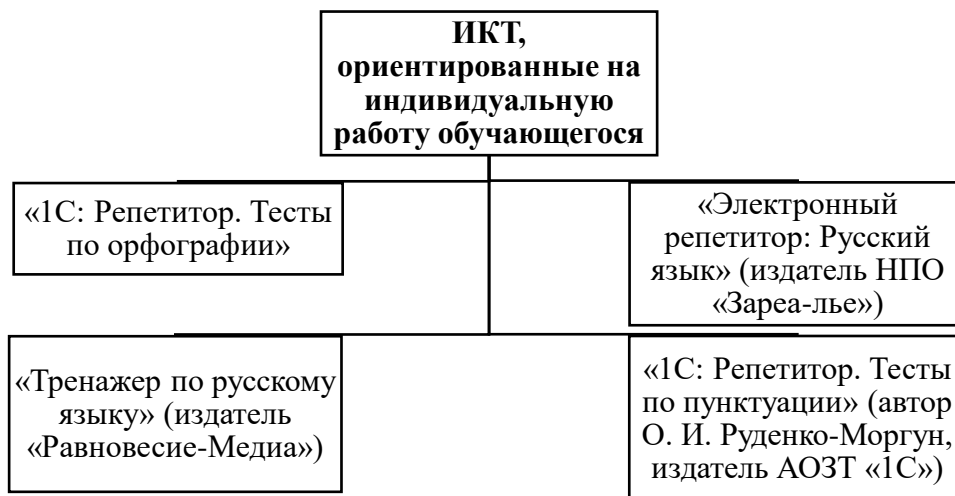 ИКТ,
ориентированные на
индивидуальную
работу обучающегося
«1С: Репетитор. Тесты
по орфографии»
«Электронный
репетитор: Русский
язык» (издатель НПО
«Зареа-лье»)
«Тренажер по русскому
языку» (издатель
«Равновесие-Медиа»)
«1С: Репетитор. Тесты
по пунктуации» (автор
О. И. Руденко-Моргун,
издатель АОЗТ «1С»)